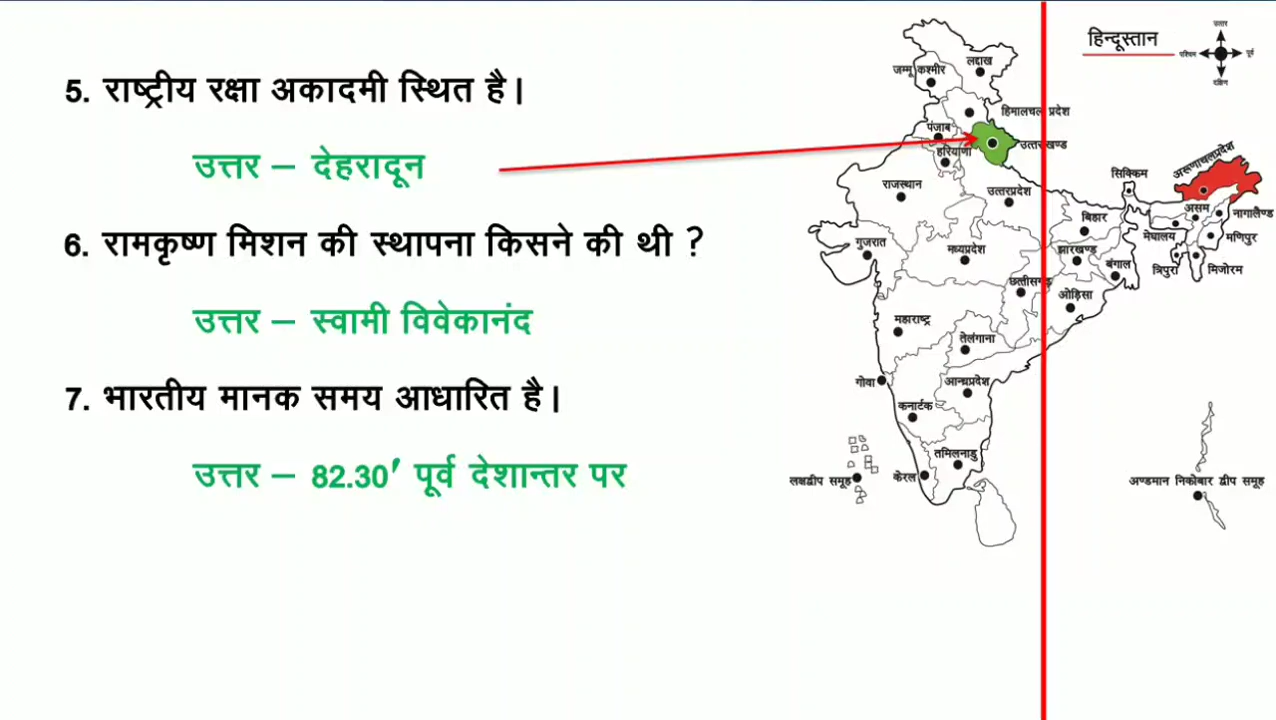 5. राष्ट्रीय रक्षा अकादमी स्थित है।
उत्तर – देहरादून
6. रामकृष्ण मिशन की स्थापना किसने की थी ?
उत्तर – स्वामी विवेकानंद
7. भारतीय मानक समय आधारित है।
उत्तर – 82.30′ पूर्व देशान्तर पर
हिन्दूस्तान
उत्तर
पश्चिम
पूर्व
दक्षिण
लद्दाख
जम्मू कश्मीर
हिमालचल प्रदेश
पंजाब
उत्तराखण्ड
हरियाणा
अरूणाचलप्रदेश
सिक्किम
राजस्थान
उत्तरप्रदेश
असम
नागालैण्ड
बिहार
मेघालय
मणिपुर
गुजरात
मध्यप्रदेश
झारखण्ड
बंगाल
त्रिपुरा
मिजोरम
छत्तीसगढ़
ओड़िसा
महाराष्ट्र
तेलंगाना
गोवा
आन्ध्रप्रदेश
कनार्टक
तमिलनाडु
लक्षद्वीप समूह
केरल
अण्डमान निकोबार द्वीप समूह